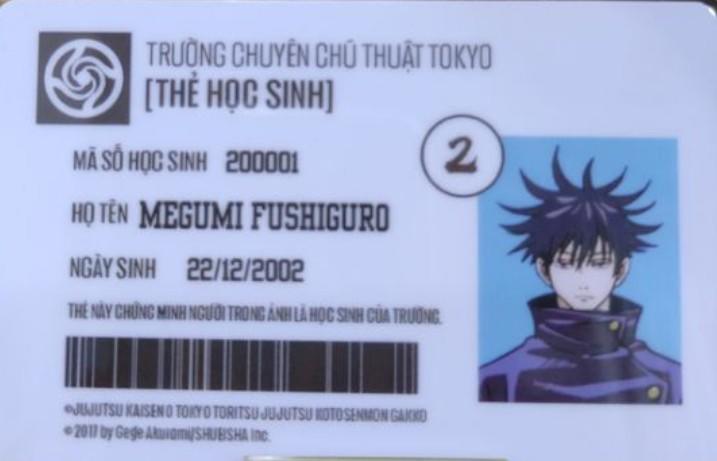 TRƯỜNG CHUYÊN CHÚ THUẬT TOKYO
[THẺ HỌC SINH]
MÃ SỐ HỌC SINH 200001
2
HỌ TÊN MEGUMI FUSHIGURO
NGÀY SINH 22/12/2002
THẺ NÀY CHỨNG MINH NGƯỜI TRONG ẢNH LÀ HỌC SINH CỦA TRƯỜNG.
©JUJUTSU KAISEN © TOKYO TORITSU JUJUTSU KOTOSENMON GAKKO
©2017 by Gege Akutami/SHUEISHA Inc.